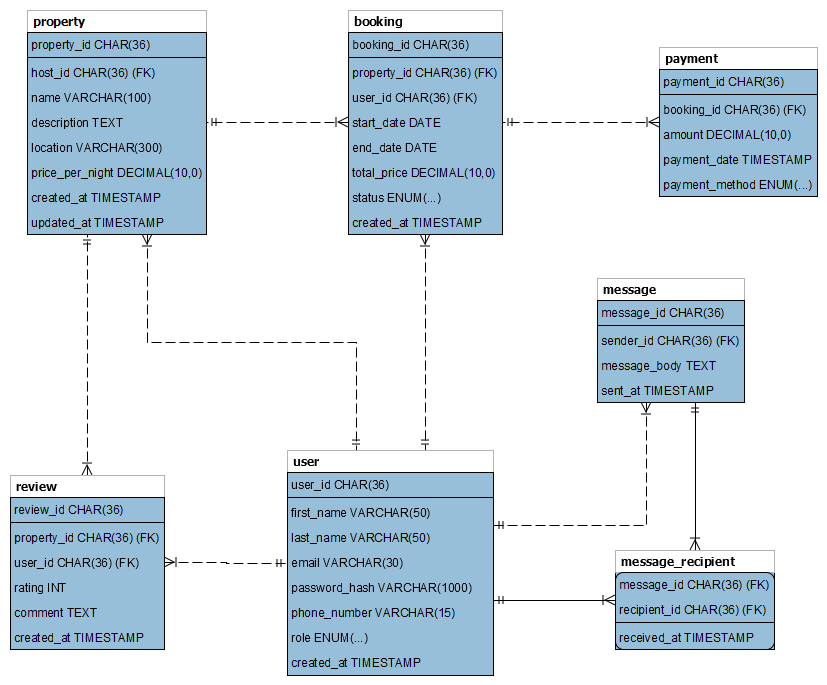 property
property_id CHAR(36)
host_id CHAR(36) (FK)
name VARCHAR(100)
description TEXT
location VARCHAR(300)
price_per_night DECIMAL(10,0)
created_at TIMESTAMP
updated_at TIMESTAMP
booking
booking_id CHAR(36)
property_id CHAR(36) (FK)
user_id CHAR(36) (FK)
start_date DATE
end_date DATE
total_price DECIMAL(10,0)
status ENUM(...)
created_at TIMESTAMP
payment
payment_id CHAR(36)
booking_id CHAR(36) (FK)
amount DECIMAL(10,0)
payment_date TIMESTAMP
payment_method ENUM(...)
message
message_id CHAR(36)
sender_id CHAR(36) (FK)
message_body TEXT
sent_at TIMESTAMP
review
review_id CHAR(36)
property_id CHAR(36) (FK)
user_id CHAR(36) (FK)
rating INT
comment TEXT
created_at TIMESTAMP
user
user_id CHAR(36)
first_name VARCHAR(50)
last_name VARCHAR(50)
email VARCHAR(30)
password_hash VARCHAR(1000)
phone_number VARCHAR(15)
role ENUM(...)
created_at TIMESTAMP
message_recipient
message_id CHAR(36) (FK)
recipient_id CHAR(36) (FK)
received_at TIMESTAMP